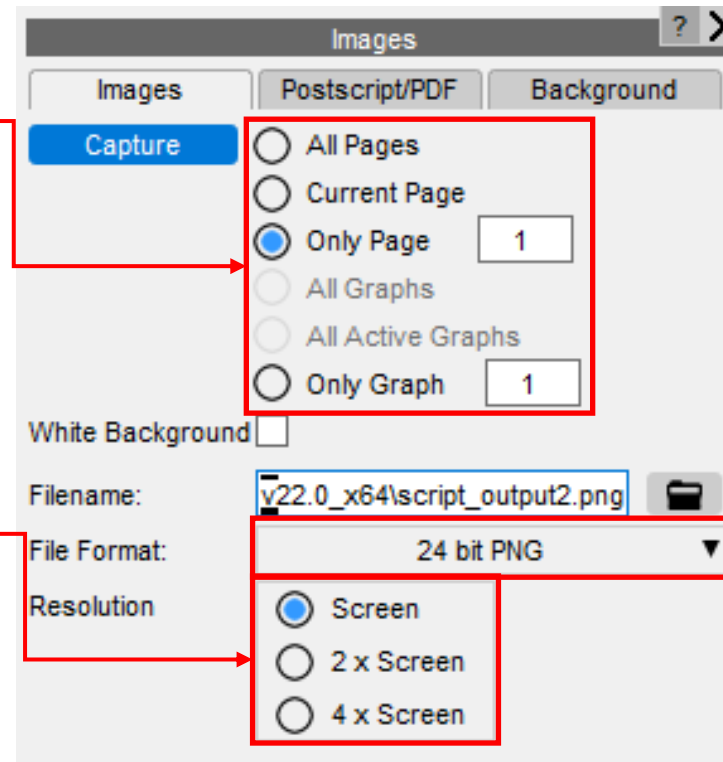 Images
?
Images Postscript/PDF Background
Capture
All Pages
Current Page
Only Page 1
All Graphs
All Active Graphs
Only Graph 1
White Background
Filename: v22.0_x64\script_output2.png
File Format: 24 bit PNG
Resolution Screen
2 x Screen
4 x Screen